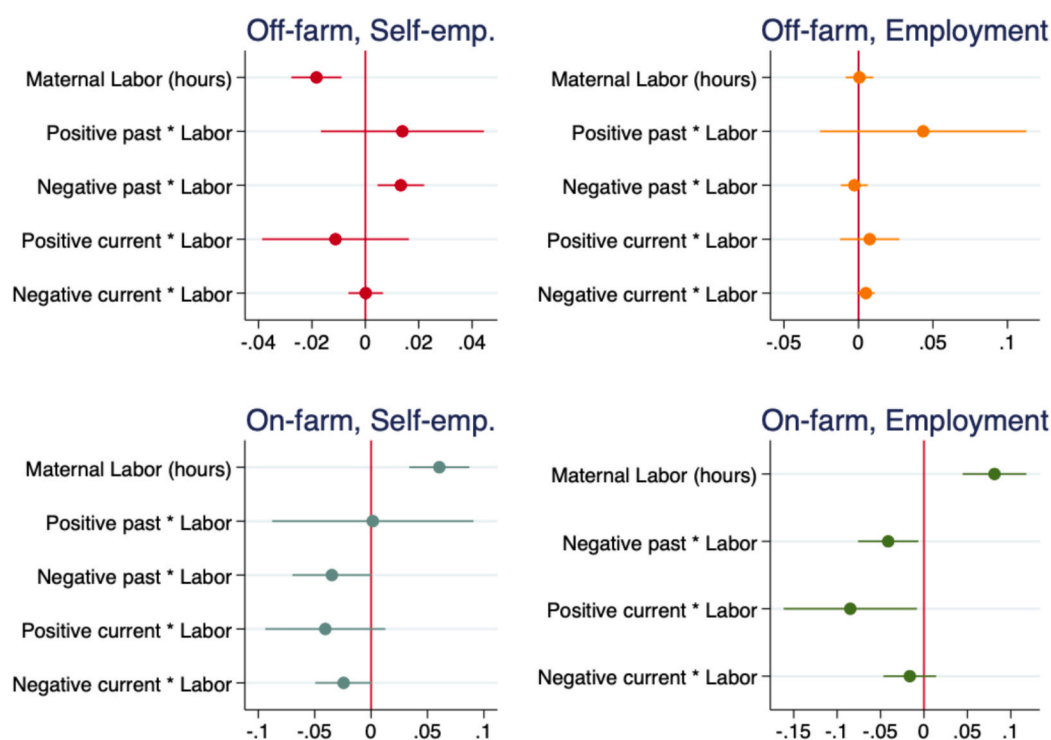 Off-farm, Self-emp.
Maternal Labor (hours)
Positive past * Labor
Negative past * Labor
Positive current * Labor
Negative current * Labor
-.04 -.02 0 .02 .04
Off-farm, Employment
Maternal Labor (hours)
Positive past * Labor
Negative past * Labor
Positive current * Labor
Negative current * Labor
-.05 0 .05 .1
On-farm, Self-emp.
Maternal Labor (hours)
Positive past * Labor
Negative past * Labor
Positive current * Labor
Negative current * Labor
-.1 -.05 0 .05 .1
On-farm, Employment
Maternal Labor (hours)
Negative past * Labor
Positive current * Labor
Negative current * Labor
-.15 -.1 -.05 0 .05 .1